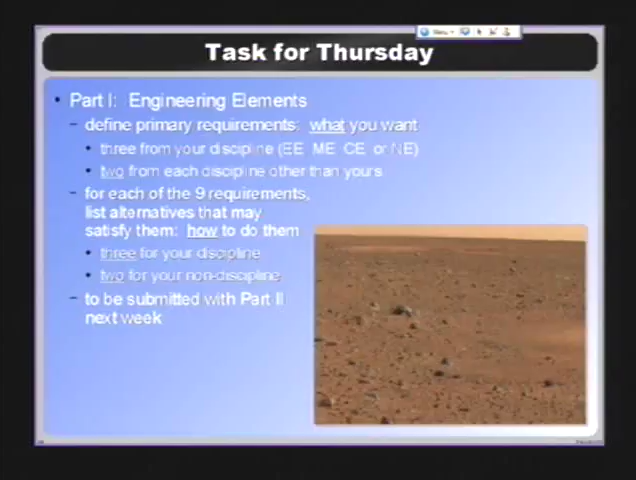 Task for Thursday
• Part I: Engineering Elements
– define primary requirements: what you want
• three from your discipline (EE ME CE or NE)
• two from each discipline other than yours
– for each of the 9 requirements,
list alternatives that may
satisfy them: how to do them
• three for your discipline
• two for your non-discipline
– to be submitted with Part II
next week
Menu